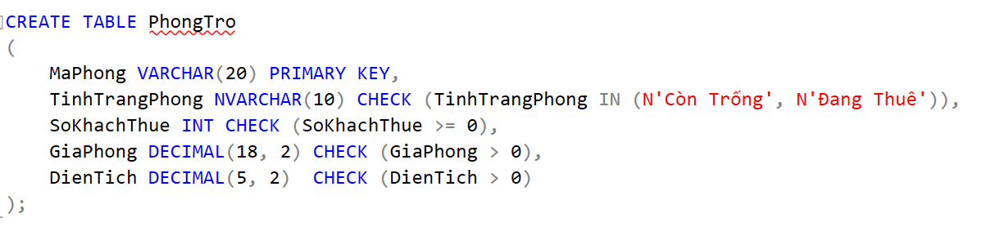 CREATE TABLE PhongTro
(
    MaPhong VARCHAR(20) PRIMARY KEY,
    TinhTrangPhong NVARCHAR(10) CHECK (TinhTrangPhong IN (N'Còn Trống', N'Đang Thuê')),
    SoKhachThue INT CHECK (SoKhachThue >= 0),
    GiaPhong DECIMAL(18, 2) CHECK (GiaPhong > 0),
    DienTich DECIMAL(5, 2)  CHECK (DienTich > 0)
);